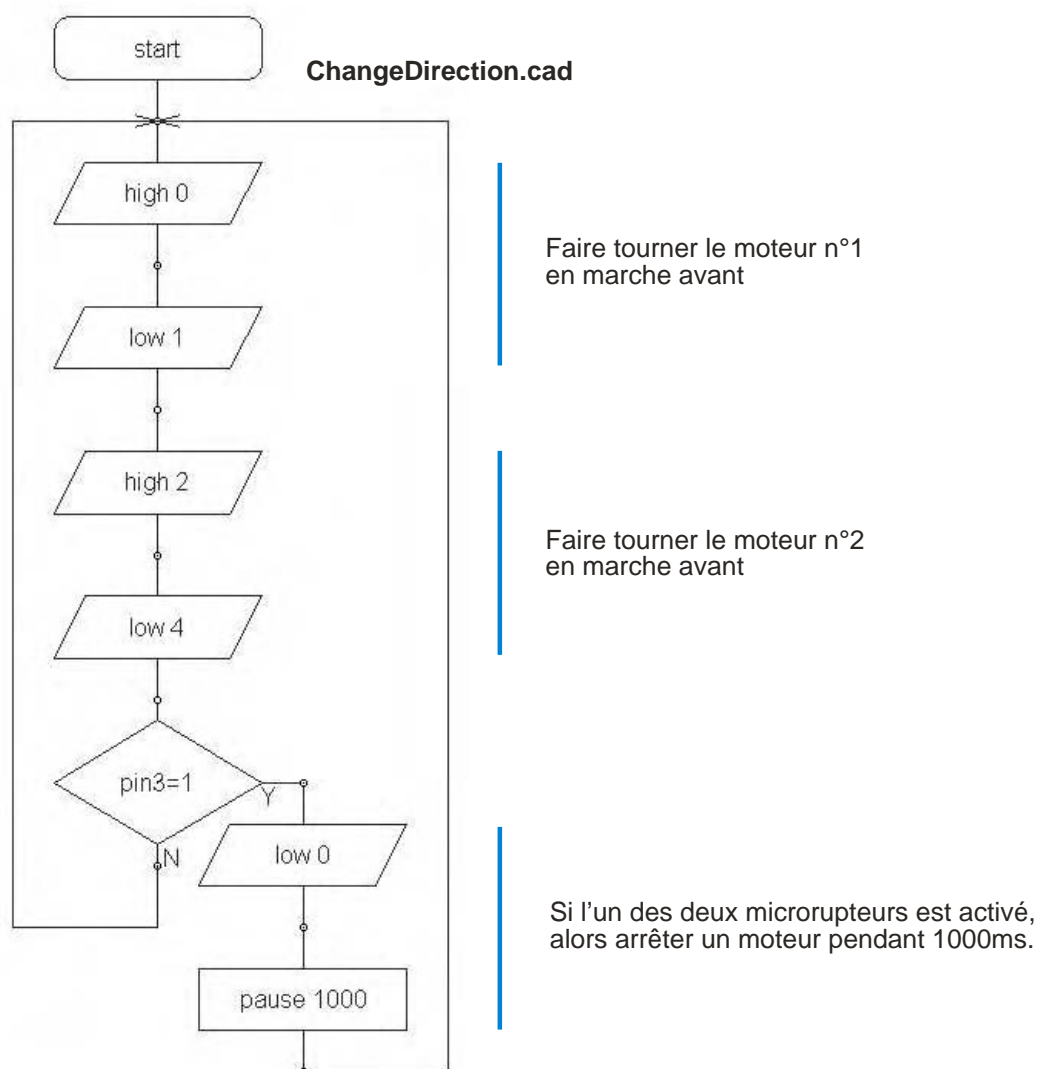 start
ChangeDirection.cad
high 0
Faire tourner le moteur n°1
en marche avant
low 1
high 2
Faire tourner le moteur n°2
en marche avant
low 4
pin3=1
Y
N
low 0
Si l’un des deux microrupteurs est activé,
alors arrêter un moteur pendant 1000ms.
pause 1000